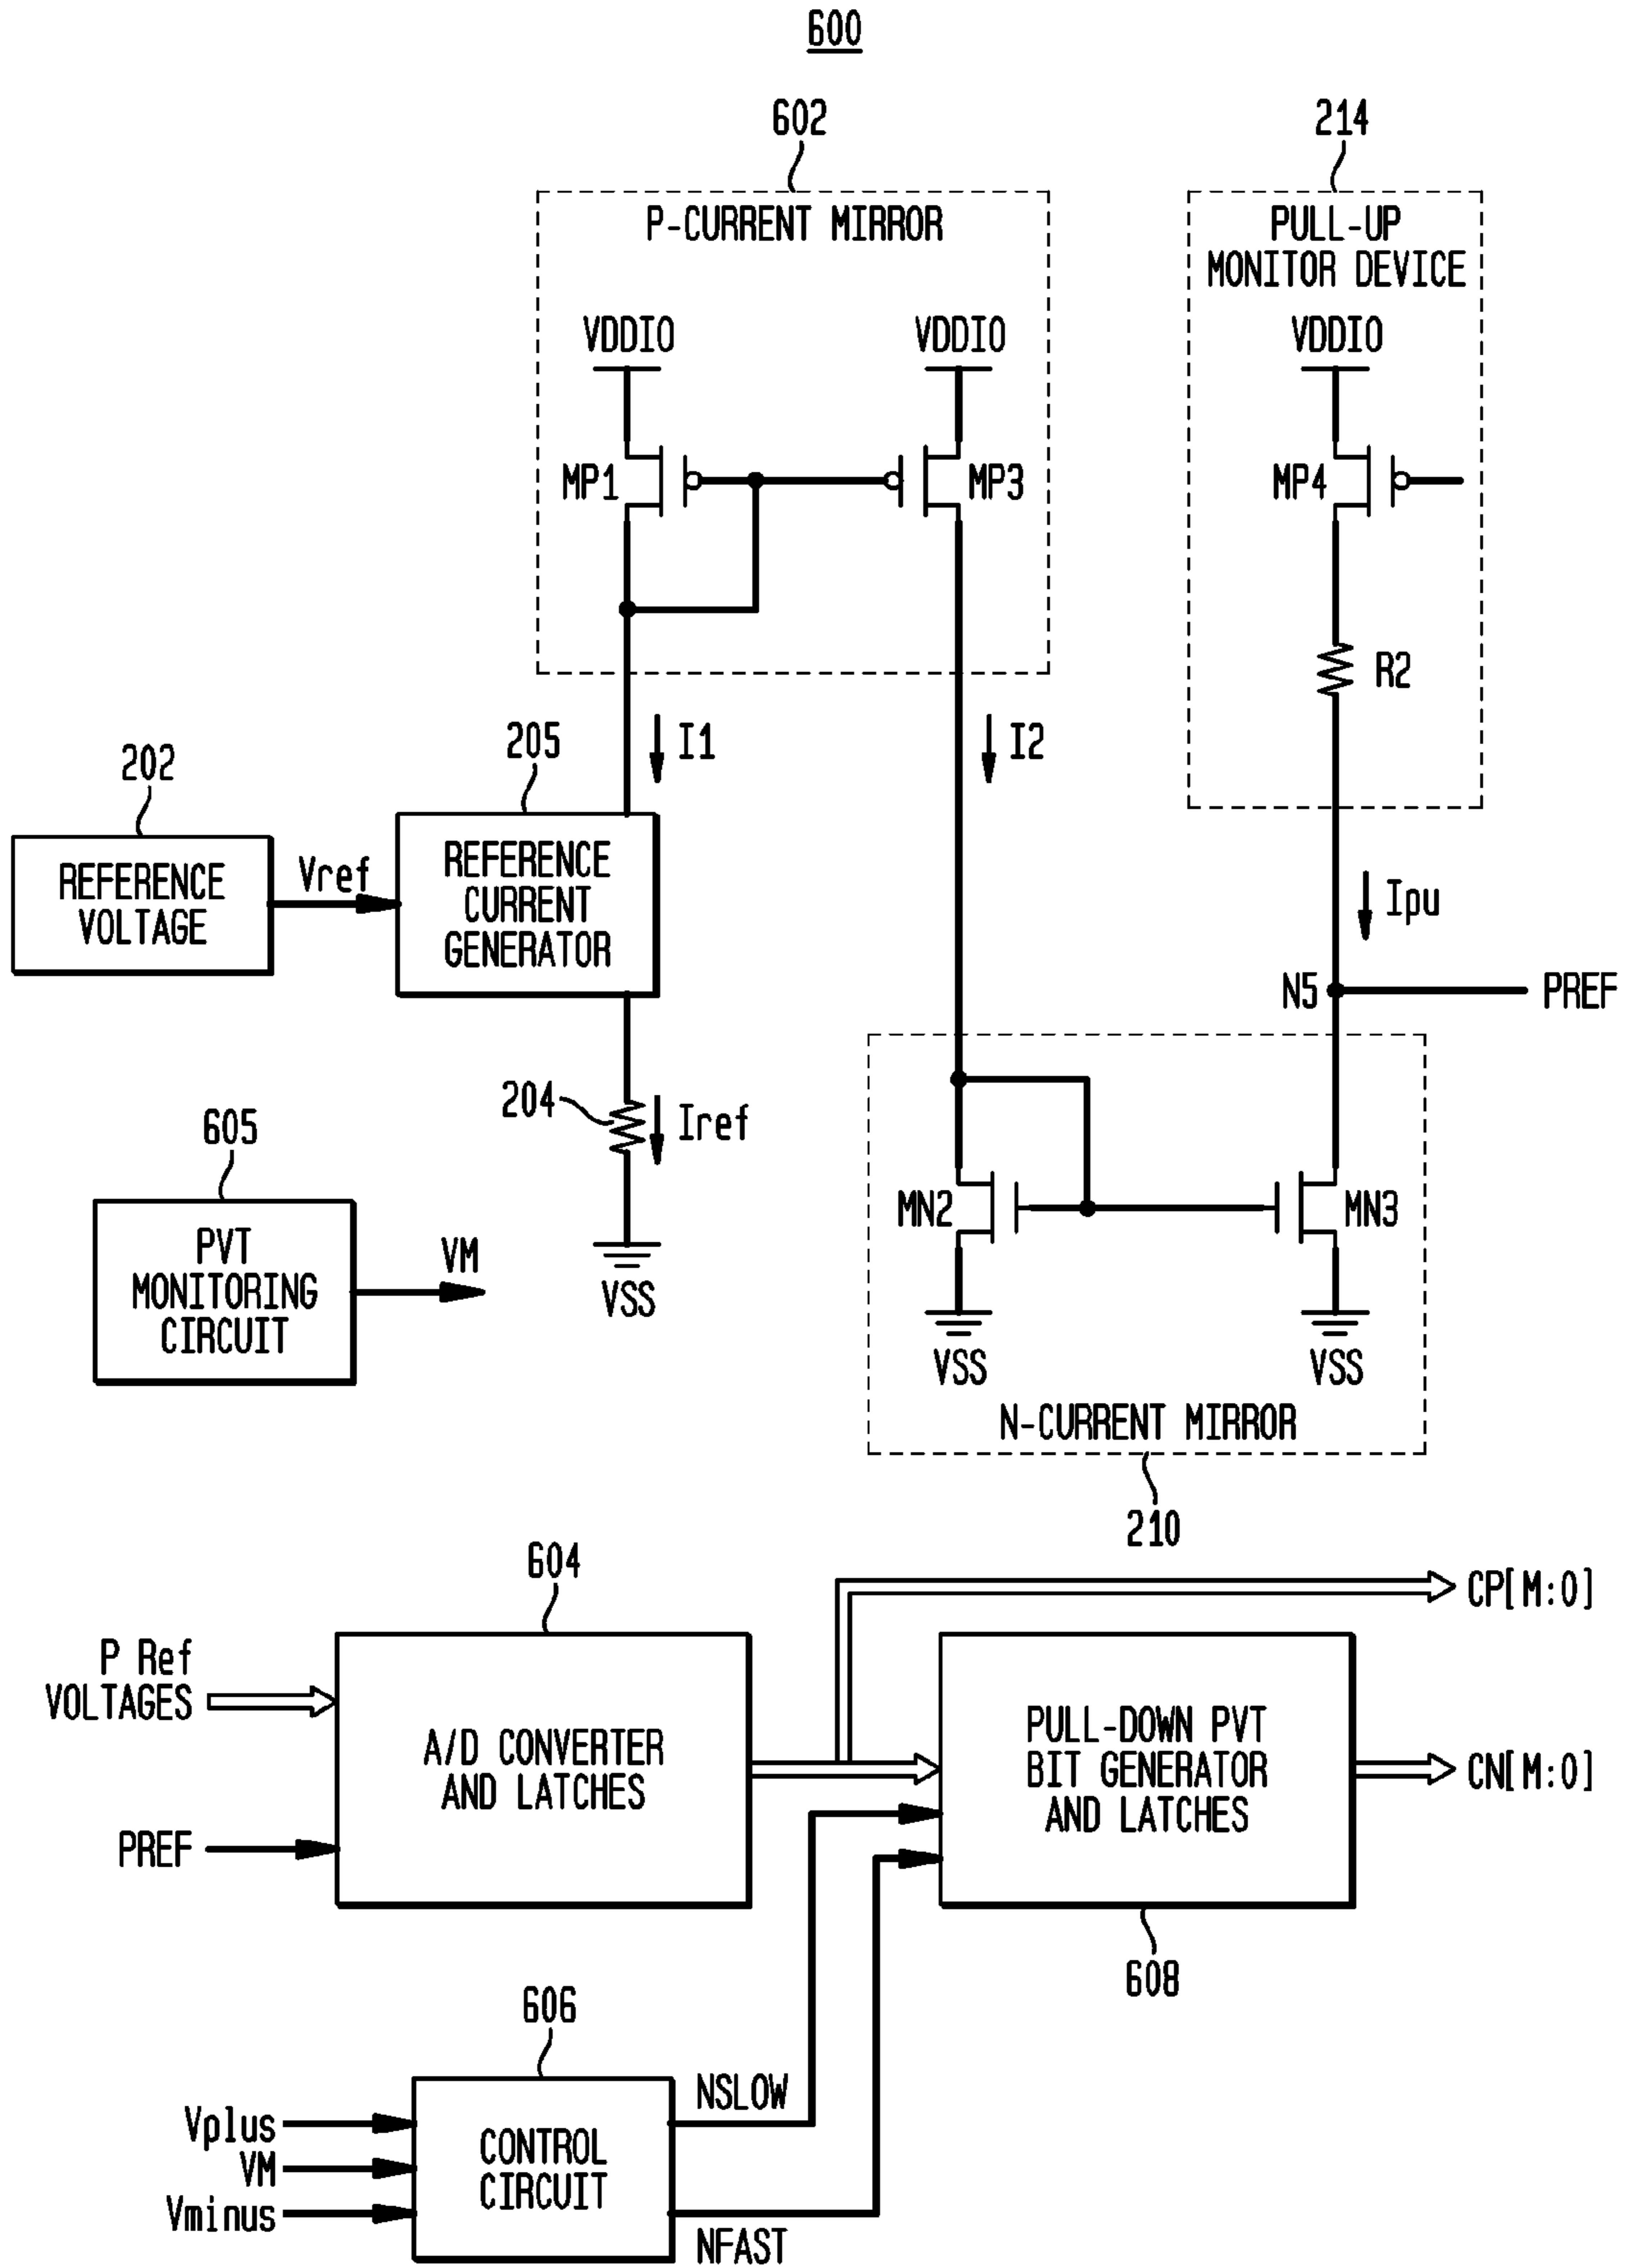 600
602
214
P-CURRENT MIRROR
PULL-UP
MONITOR DEVICE
VDDIO
VDDIO
VDDIO
MP1
MP3
MP4
R2
I1
I2
205
202
REFERENCE
VOLTAGE
Vref
REFERENCE
CURRENT
GENERATOR
Ipu
N5
PREF
204
Iref
605
PVT
MONITORING
CIRCUIT
VM
VSS
MN2
MN3
VSS
VSS
N-CURRENT MIRROR
210
604
CP[M:0]
P Ref
VOLTAGES
A/D CONVERTER
AND LATCHES
PULL-DOWN PVT
BIT GENERATOR
AND LATCHES
CN[M:0]
PREF
608
606
NSLOW
Vplus
VM
Vminus
CONTROL
CIRCUIT
NFAST